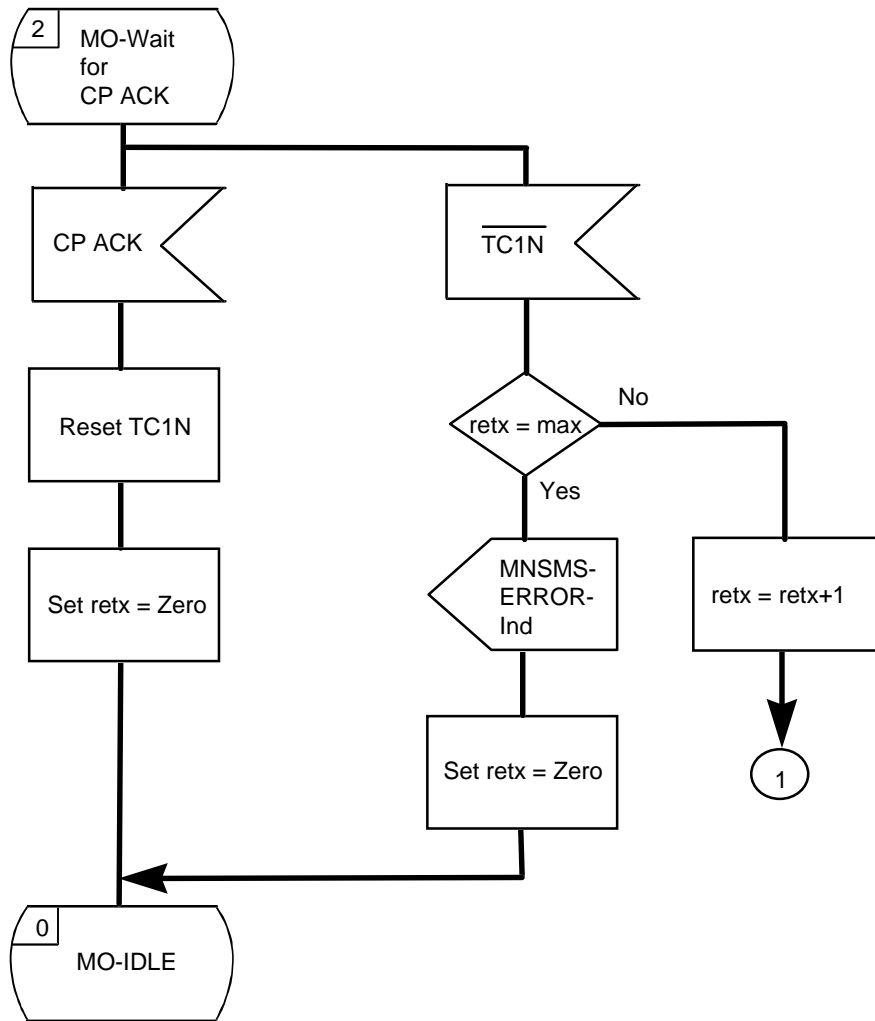 2
MO-Wait
for
CP ACK
CP ACK
TC1N
Reset TC1N
retx = max
No
Yes
Set retx = Zero
MNSMS-
ERROR-
Ind
retx = retx+1
Set retx = Zero
1
0
MO-IDLE